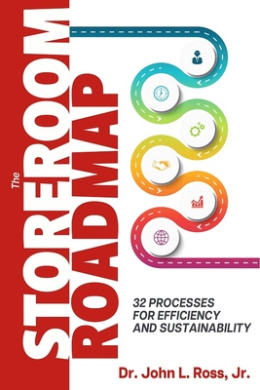 The
STOREROOM
ROADMAP
32 PROCESSES
FOR EFFICIENCY
AND SUSTAINABILITY
Dr. John L. Ross, Jr.